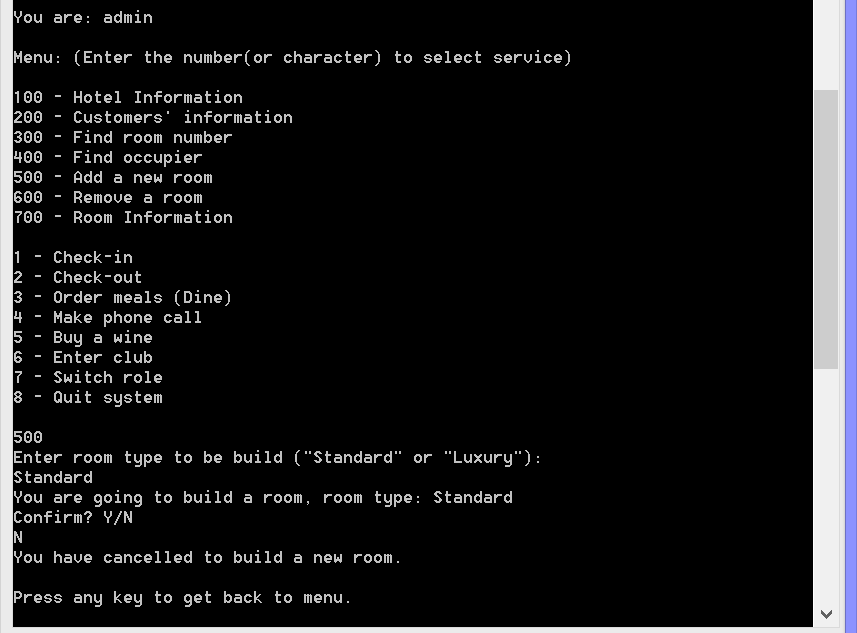 You are: admin
Menu: (Enter the number(or character) to select service)
100 - Hotel Information
200 - Customers' information
300 - Find room number
400 - Find occupier
500 - Add a new room
600 - Remove a room
700 - Room Information
1 - Check-in
2 - Check-out
3 - Order meals (Dine)
4 - Make phone call
5 - Buy a wine
6 - Enter club
7 - Switch role
8 - Quit system
500
Enter room type to be build ("Standard" or "Luxury"):
Standard
You are going to build a room, room type: Standard
Confirm? Y/N
N
You have cancelled to build a new room.
Press any key to get back to menu.